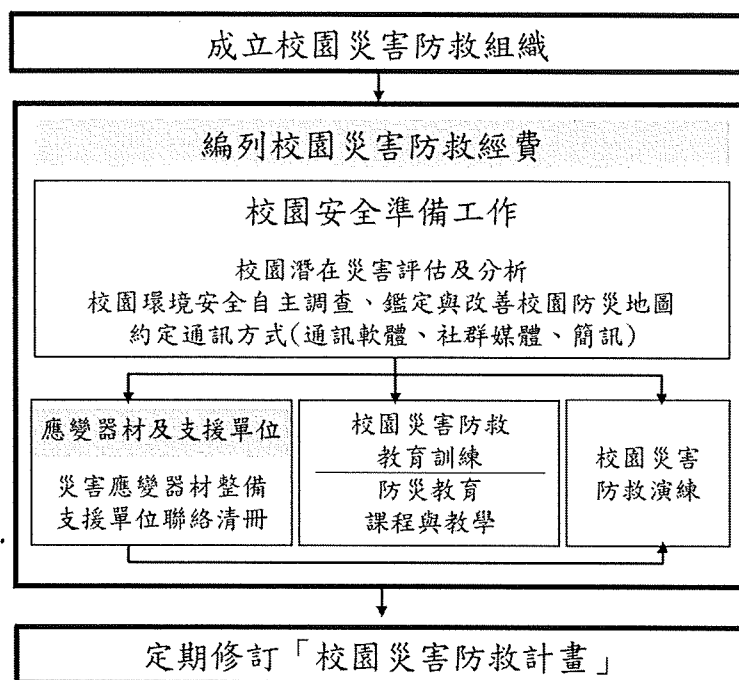 成立校園災害防救組織
編列校園災害防救經費
校園安全準備工作
校園潛在災害評估及分析
校園環境安全自主調查、鑑定與改善校園防災地圖
約定通訊方式(通訊軟體、社群媒體、簡訊)
應變器材及支援單位
災害應變器材整備
支援單位聯絡清冊
校園災害防救
教育訓練
防災教育
課程與教學
校園災害
防救演練
定期修訂「校園災害防救計畫」